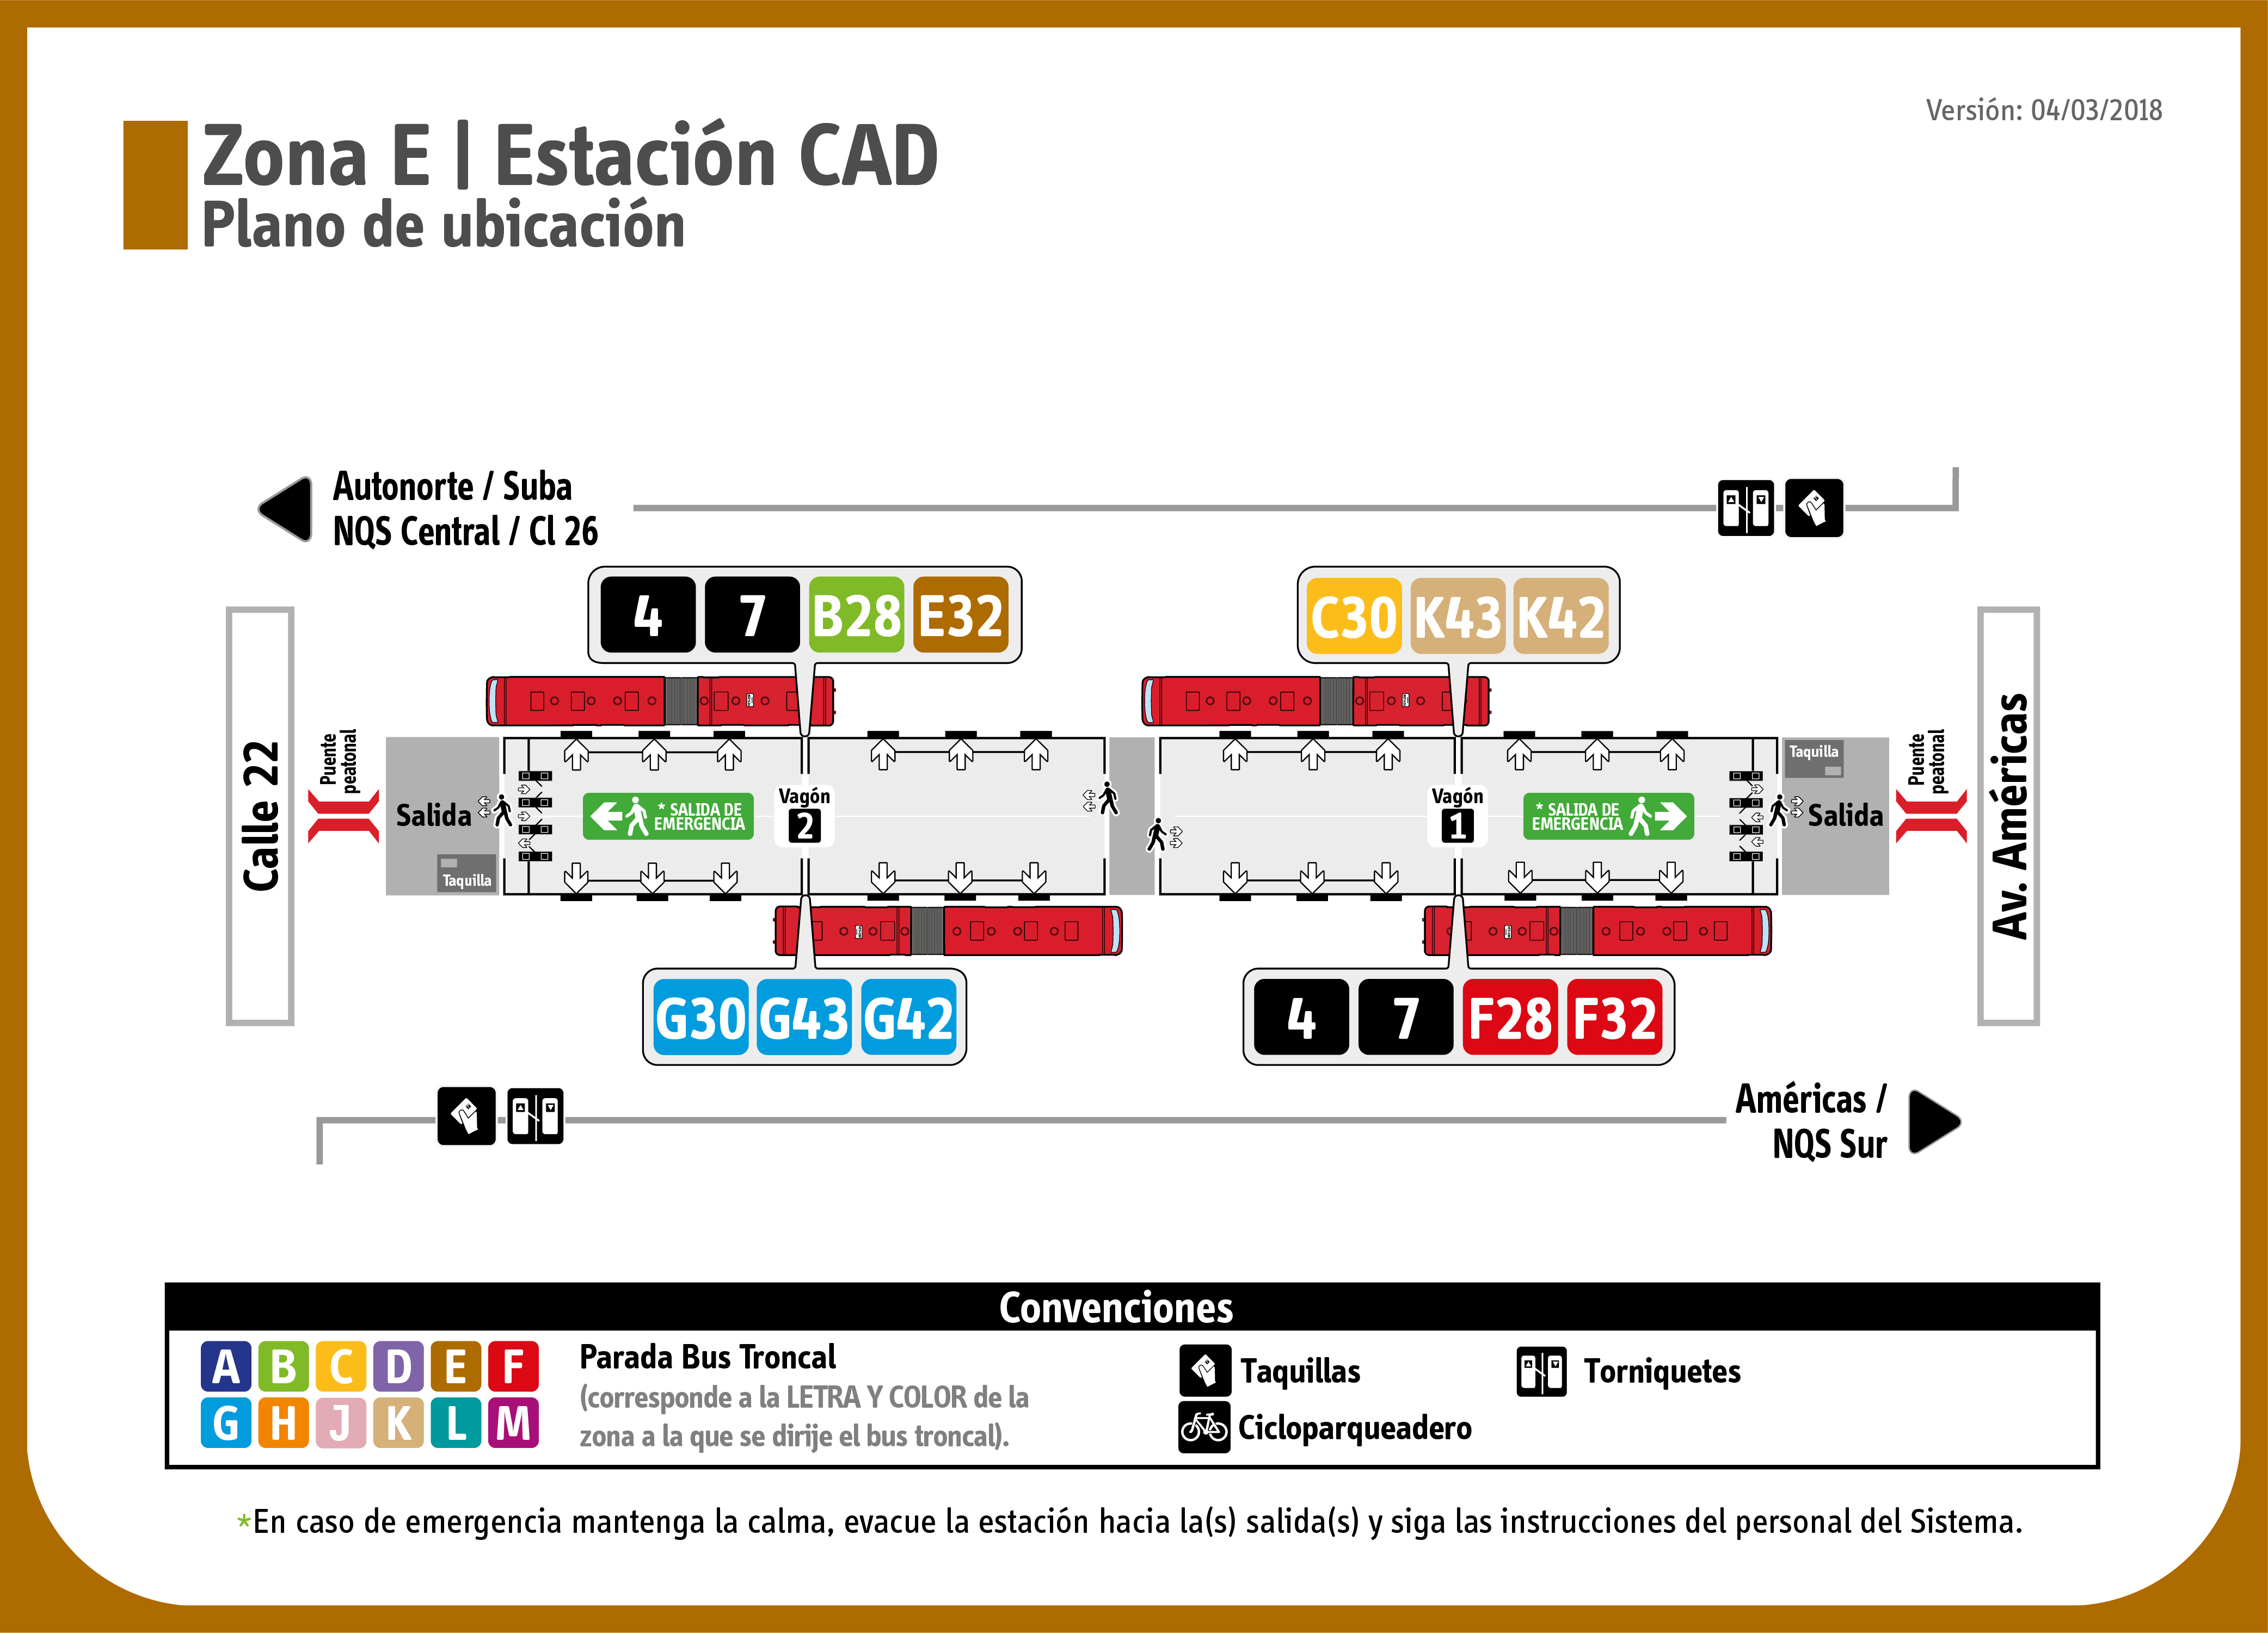 Versión: 04/03/2018
Zona E | Estación CAD
Plano de ubicación
Autonorte / Suba
NQS Central / Cl 26
4 7 B28 E32
C30 K43 K42
Calle 22
Puente
peatonal
Salida
Taquilla
* SALIDA DE
EMERGENCIA
Vagón
2
Vagón
1
* SALIDA DE
EMERGENCIA
Taquilla
Salida
Puente
peatonal
Av. Américas
G30 G43 G42
4 7 F28 F32
Américas /
NQS Sur
Convenciones
A B C D E F
G H J K L M
Parada Bus Troncal
(corresponde a la LETRA Y COLOR de la
zona a la que se dirije el bus troncal).
Taquillas
Cicloparqueadero
Torniquetes
*En caso de emergencia mantenga la calma, evacue la estación hacia la(s) salida(s) y siga las instrucciones del personal del Sistema.